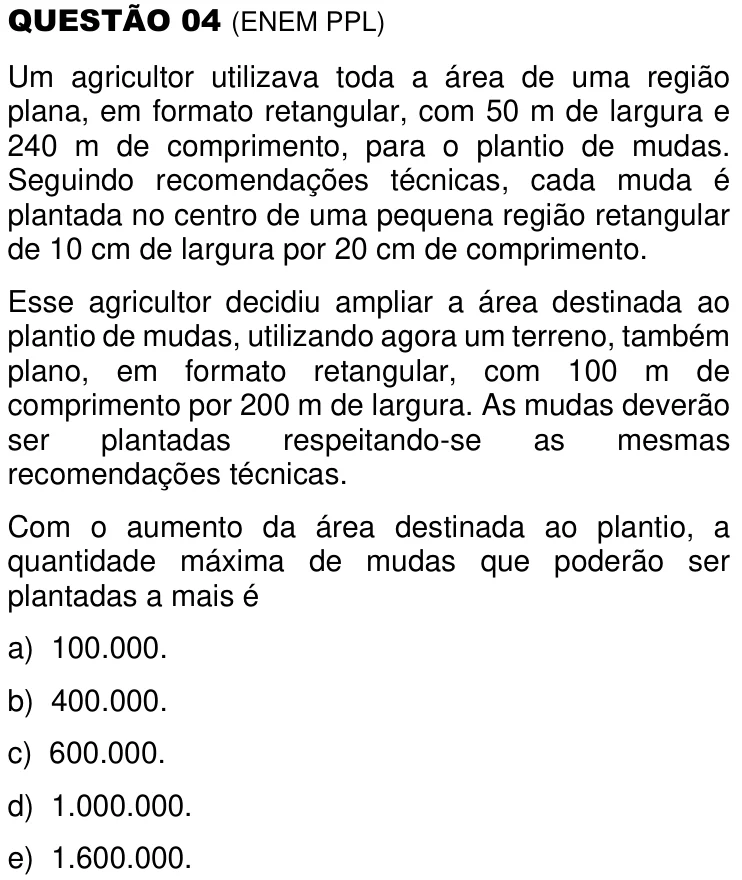 QUESTÃO 04 (ENEM PPL)
Um agricultor utilizava toda a área de uma região
plana, em formato retangular, com 50 m de largura e
240 m de comprimento, para o plantio de mudas.
Seguindo recomendações técnicas, cada muda é
plantada no centro de uma pequena região retangular
de 10 cm de largura por 20 cm de comprimento.
Esse agricultor decidiu ampliar a área destinada ao
plantio de mudas, utilizando agora um terreno, também
plano, em formato retangular, com 100 m de
comprimento por 200 m de largura. As mudas deverão
ser plantadas respeitando-se as mesmas
recomendações técnicas.
Com o aumento da área destinada ao plantio, a
quantidade máxima de mudas que poderão ser
plantadas a mais é
a) 100.000.
b) 400.000.
c) 600.000.
d) 1.000.000.
e) 1.600.000.